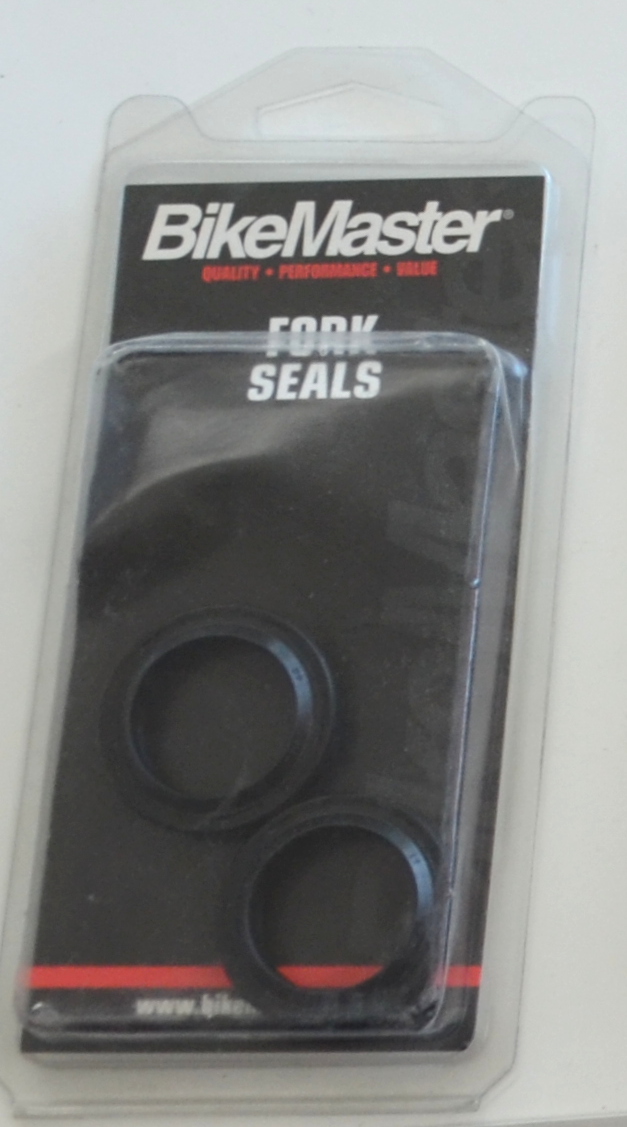 BikeMaster®
QUALITY • PERFORMANCE • VALUE
FORK
SEALS